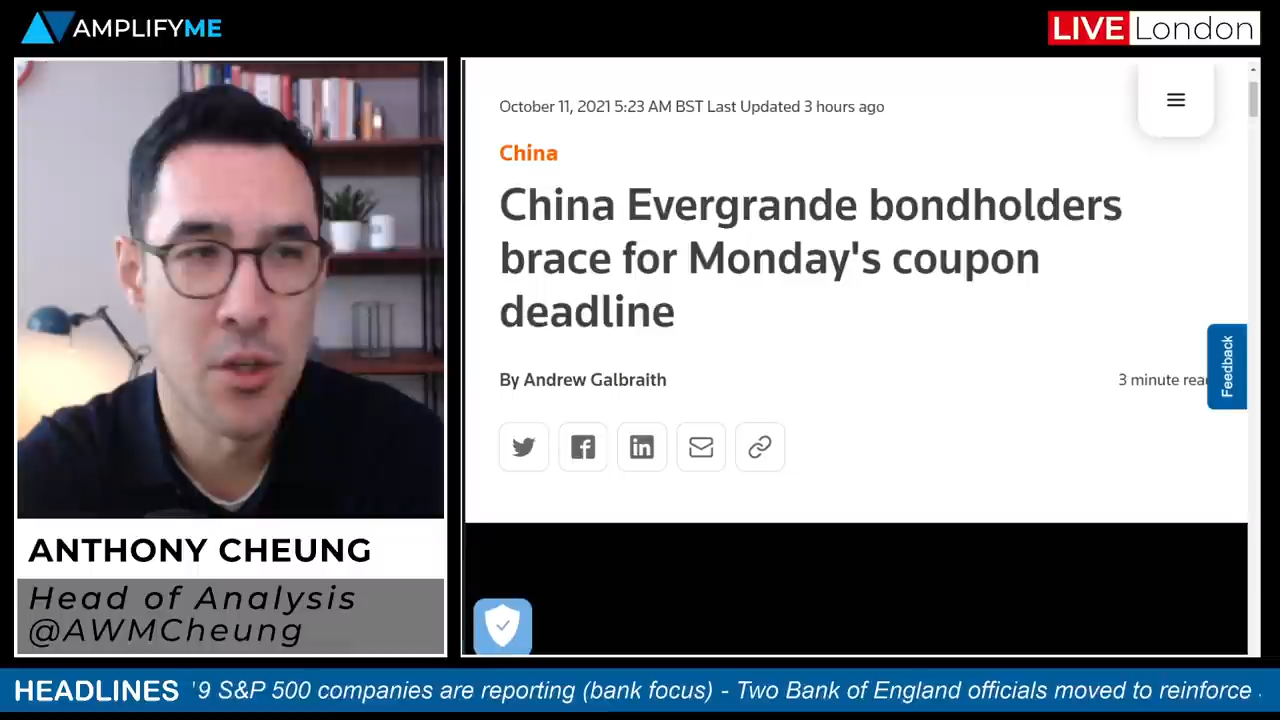 AMPLIFYME
LIVE London
October 11, 2021 5:23 AM BST Last Updated 3 hours ago
China
China Evergrande bondholders
brace for Monday's coupon
deadline
By Andrew Galbraith
3 minute
Feedback
ANTHONY CHEUNG
Head of Analysis
@AWMCheung
HEADLINES '9 S&P 500 companies are reporting (bank focus) - Two Bank of England officials moved to reinforce